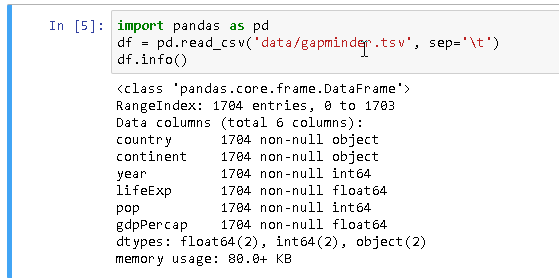 In [5]: import pandas as pd
df = pd.read_csv('data/gapminder.tsv', sep='\t')
df.info()
<class 'pandas.core.frame.DataFrame'>
RangeIndex: 1704 entries, 0 to 1703
Data columns (total 6 columns):
country      1704 non-null object
continent    1704 non-null object
year         1704 non-null int64
lifeExp      1704 non-null float64
pop          1704 non-null int64
gdpPercap    1704 non-null float64
dtypes: float64(2), int64(2), object(2)
memory usage: 80.0+ KB